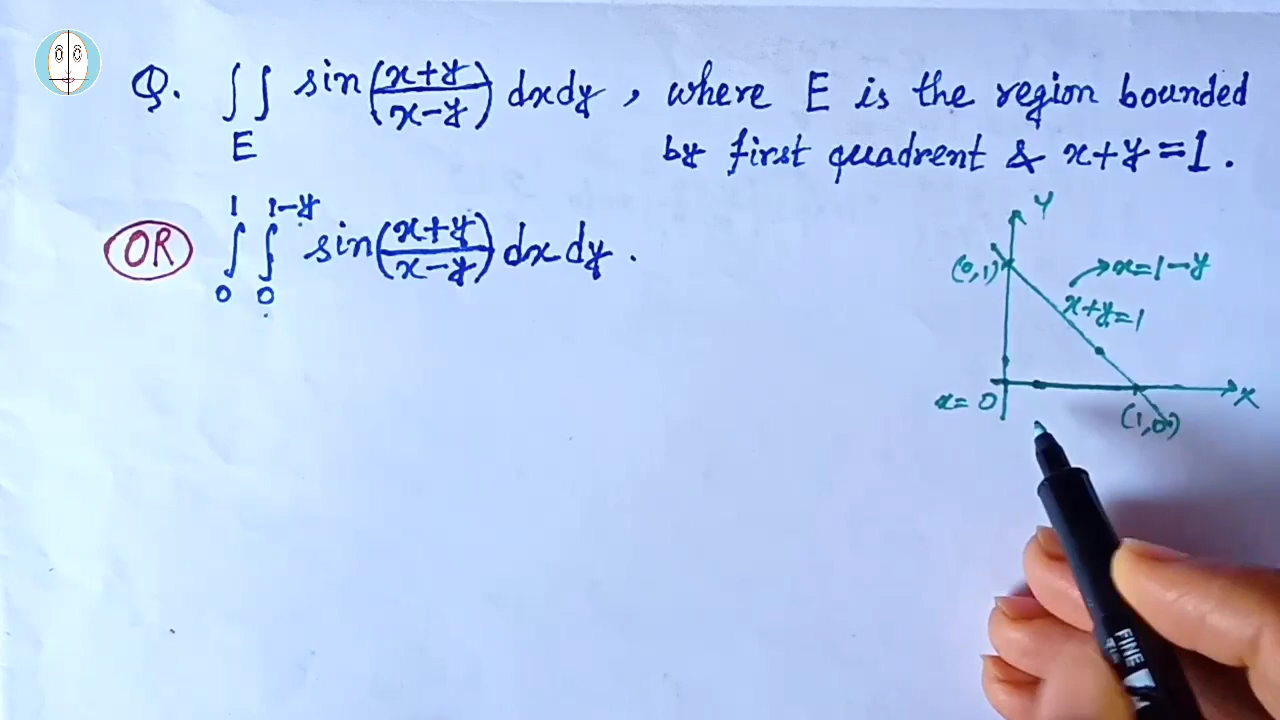 Q. ∫∫_E sin((x+y)/(x-y)) dxdy, where E is the region bounded
by first quadrent & x+y=1.
OR ∫_0^1 ∫_0^{1-y} sin((x+y)/(x-y)) dx dy.
Y
(0,1)
x=1-y
x+y=1
x=0
(1,0)
X
FINE